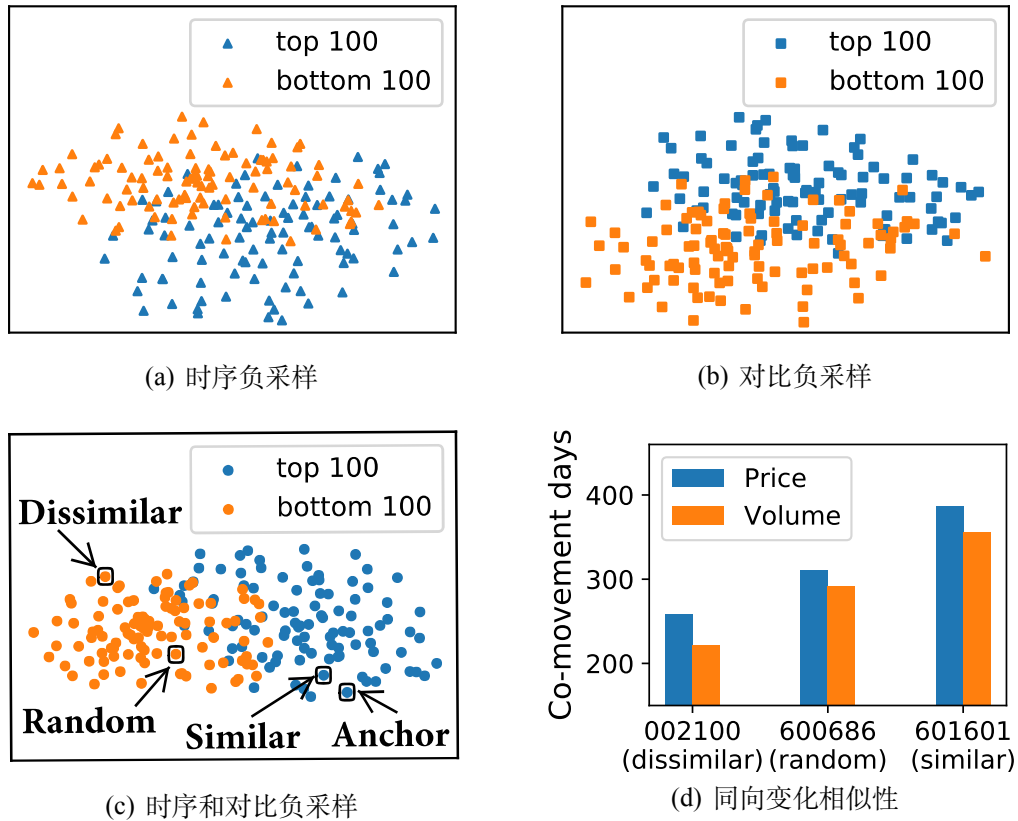 top 100
bottom 100
(a) 时序负采样
top 100
bottom 100
(b) 对比负采样
top 100
bottom 100
Dissimilar
Random
Similar
Anchor
(c) 时序和对比负采样
Co-movement days
400
300
200
Price
Volume
002100
(dissimilar)
600686
(random)
601601
(similar)
(d) 同向变化相似性